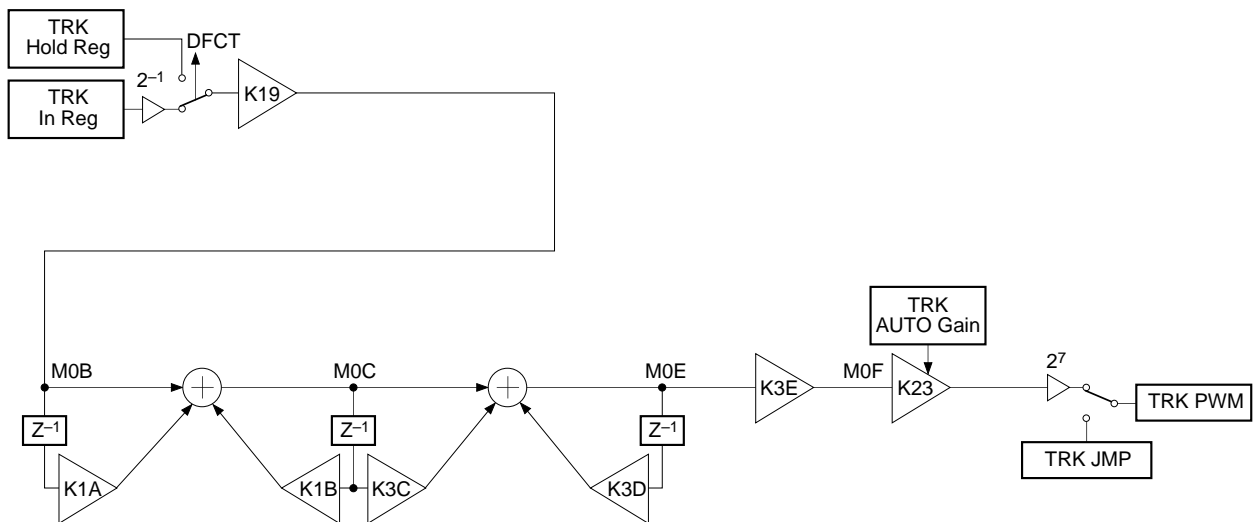 TRK
Hold Reg
DFCT
2⁻¹
K19
TRK
In Reg
TRK
AUTO Gain
M0B
M0C
M0E
M0F
2⁷
K3E
K23
TRK PWM
Z⁻¹
Z⁻¹
Z⁻¹
TRK JMP
K1A
K1B
K3C
K3D